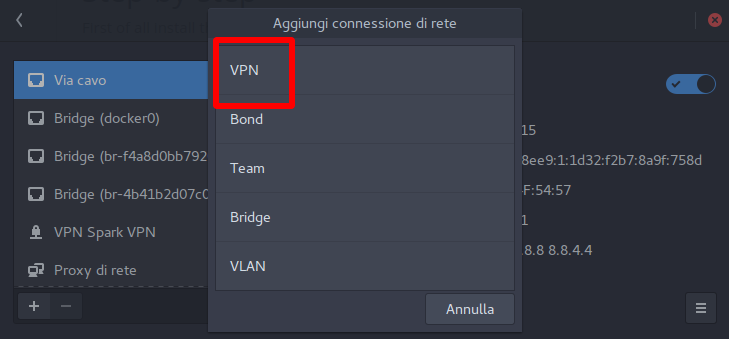 Aggiungi connessione di rete
Via cavo
Bridge (docker0)
Bridge (br-f4a8d0bb792
Bridge (br-4b41b2d07c0
VPN Spark VPN
Proxy di rete
VPN
Bond
Team
Bridge
VLAN
Annulla
15
8ee9:1:1d32:f2b7:8a9f:758d
F:54:57
1
.8.8 8.8.4.4